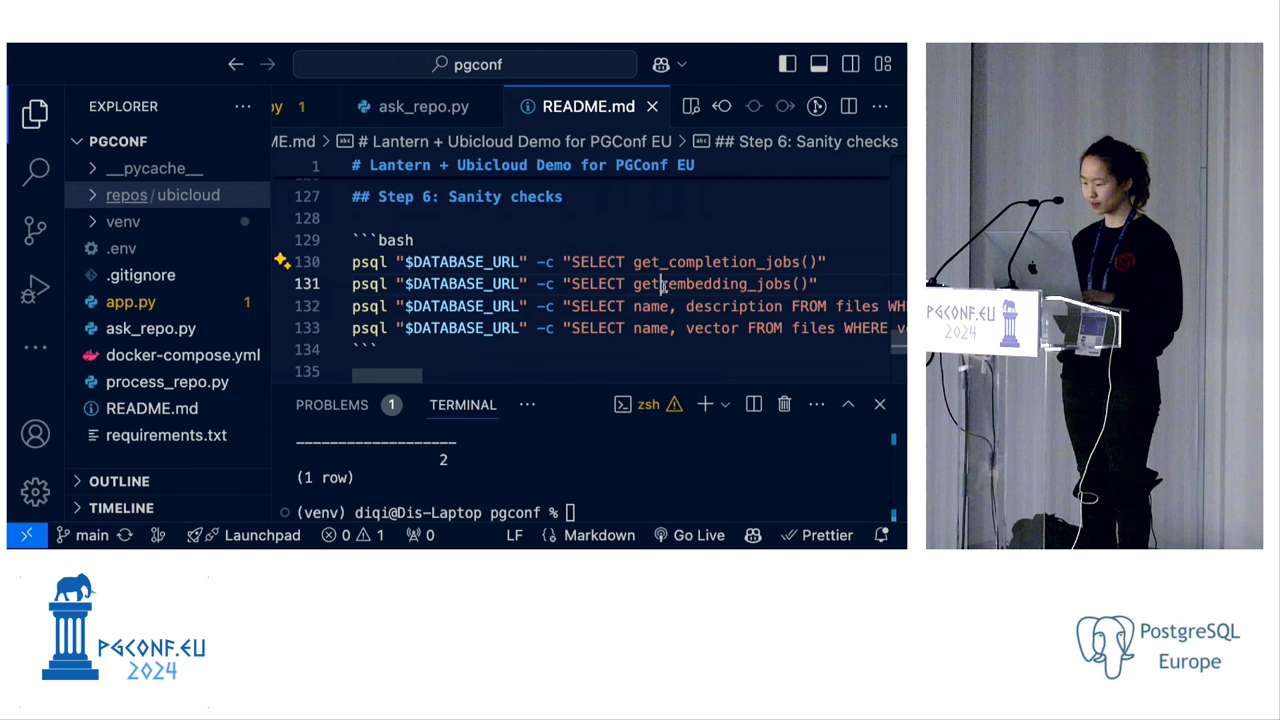 pgconf
EXPLORER
PGCONF
__pycache__
repos/ubicloud
venv
.env
.gitignore
app.py 1
ask_repo.py
docker-compose.yml
process_repo.py
README.md
requirements.txt
OUTLINE
TIMELINE
py 1 ask_repo.py README.md
ME.md > # Lantern + Ubicloud Demo for PGConf EU > ## Step 6: Sanity checks
1 # Lantern + Ubicloud Demo for PGConf EU
127 ## Step 6: Sanity checks
128
129 ```bash
130 psql "$DATABASE_URL" -c "SELECT get_completion_jobs()"
131 psql "$DATABASE_URL" -c "SELECT get_embedding_jobs()"
132 psql "$DATABASE_URL" -c "SELECT name, description FROM files WH
133 psql "$DATABASE_URL" -c "SELECT name, vector FROM files WHERE v
134 ```
135
PROBLEMS 1 TERMINAL zsh
-------------------
2
(1 row)
(venv) diqi@Dis-Laptop pgconf %
main Launchpad 0 1 0 LF Markdown Go Live Prettier
PGCONF.EU
2024
PGCONF.EU
2024
PostgreSQL
Europe